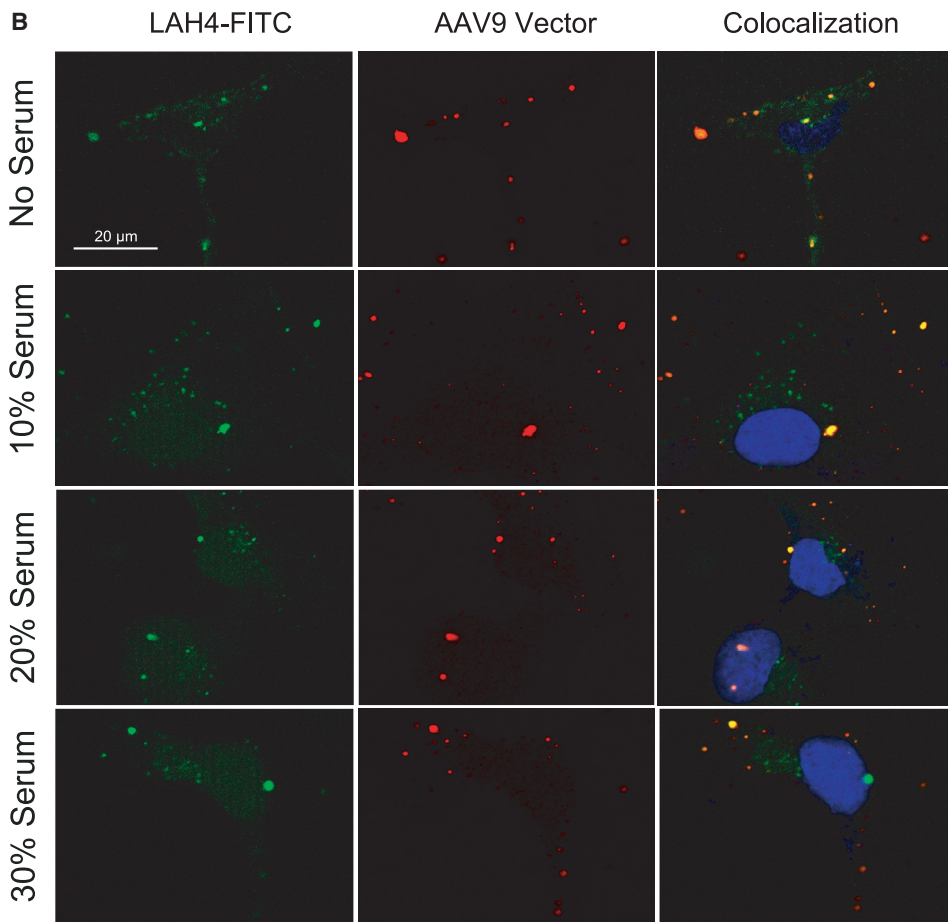 B
LAH4-FITC
AAV9 Vector
Colocalization
No Serum
20 µm
10% Serum
20% Serum
30% Serum